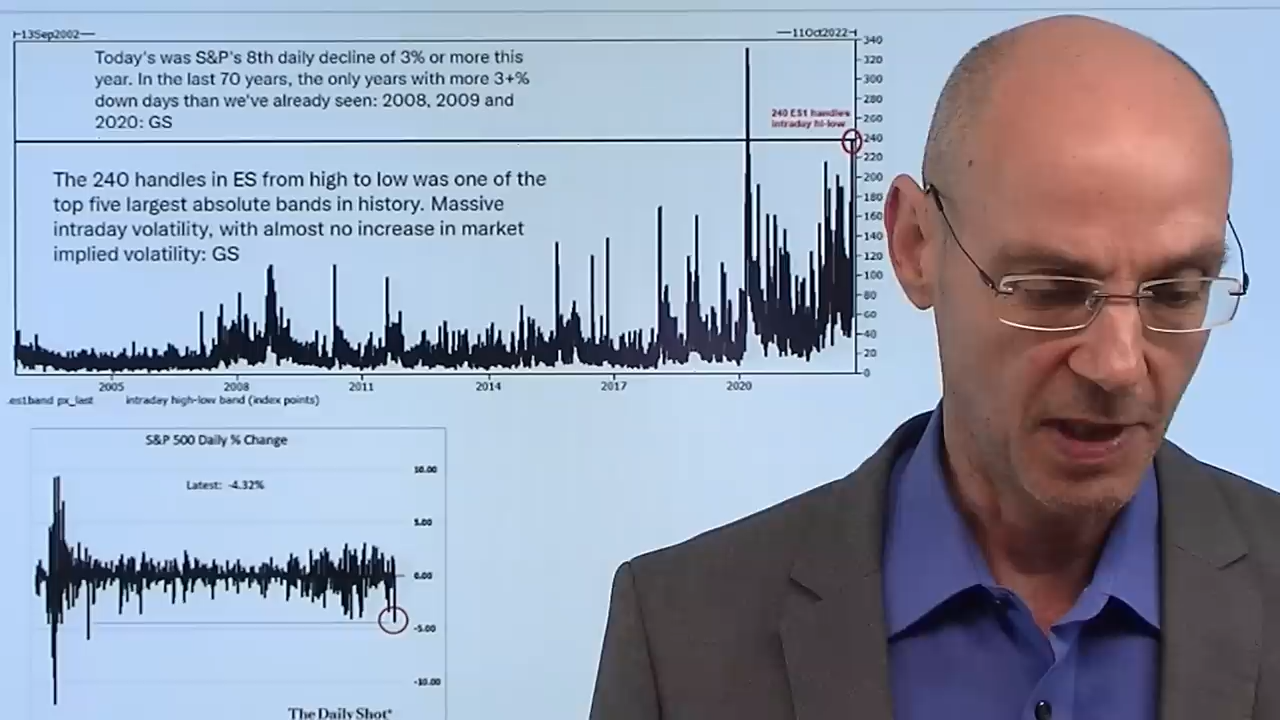 13Sep2002
11Oct2022
Today's was S&P's 8th daily decline of 3% or more this
year. In the last 70 years, the only years with more 3+%
down days than we've already seen: 2008, 2009 and
2020: GS
240 ES1 handles
intraday hi-low
The 240 handles in ES from high to low was one of the
top five largest absolute bands in history. Massive
intraday volatility, with almost no increase in market
implied volatility: GS
340
320
300
280
260
240
220
200
180
160
140
120
100
80
60
40
20
0
2005 2008 2011 2014 2017 2020
.es1band px_last intraday high-low band (index points)
S&P 500 Daily % Change
Latest: -4.32%
10.00
5.00
0.00
-5.00
-10.00
The Daily Shot*